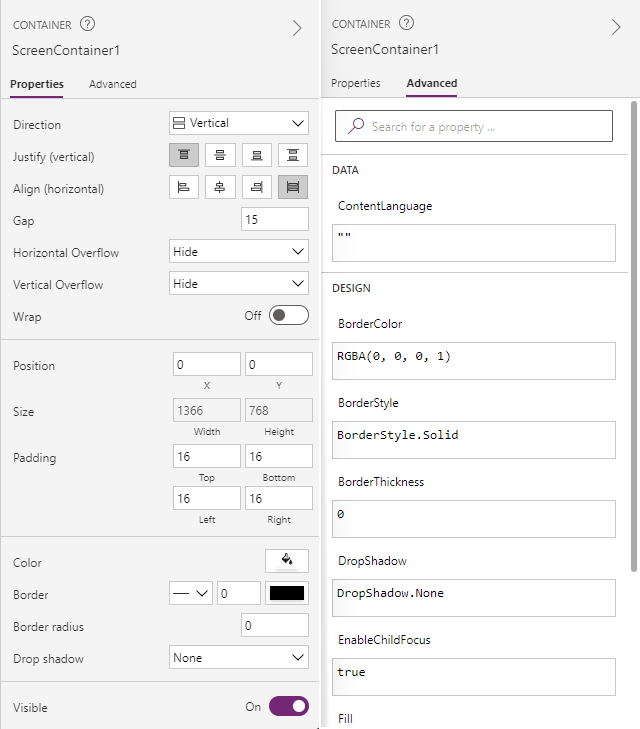 CONTAINER ?
ScreenContainer1
Properties Advanced
Direction Vertical
Justify (vertical)
Align (horizontal)
Gap 15
Horizontal Overflow Hide
Vertical Overflow Hide
Wrap Off
Position 0 0
X Y
Size 1366 768
Width Height
Padding 16 16
Top Bottom
16 16
Left Right
Color
Border 0
Border radius 0
Drop shadow None
Visible On
CONTAINER ?
ScreenContainer1
Properties Advanced
Search for a property ...
DATA
ContentLanguage
""
DESIGN
BorderColor
RGBA(0, 0, 0, 1)
BorderStyle
BorderStyle.Solid
BorderThickness
0
DropShadow
DropShadow.None
EnableChildFocus
true
Fill